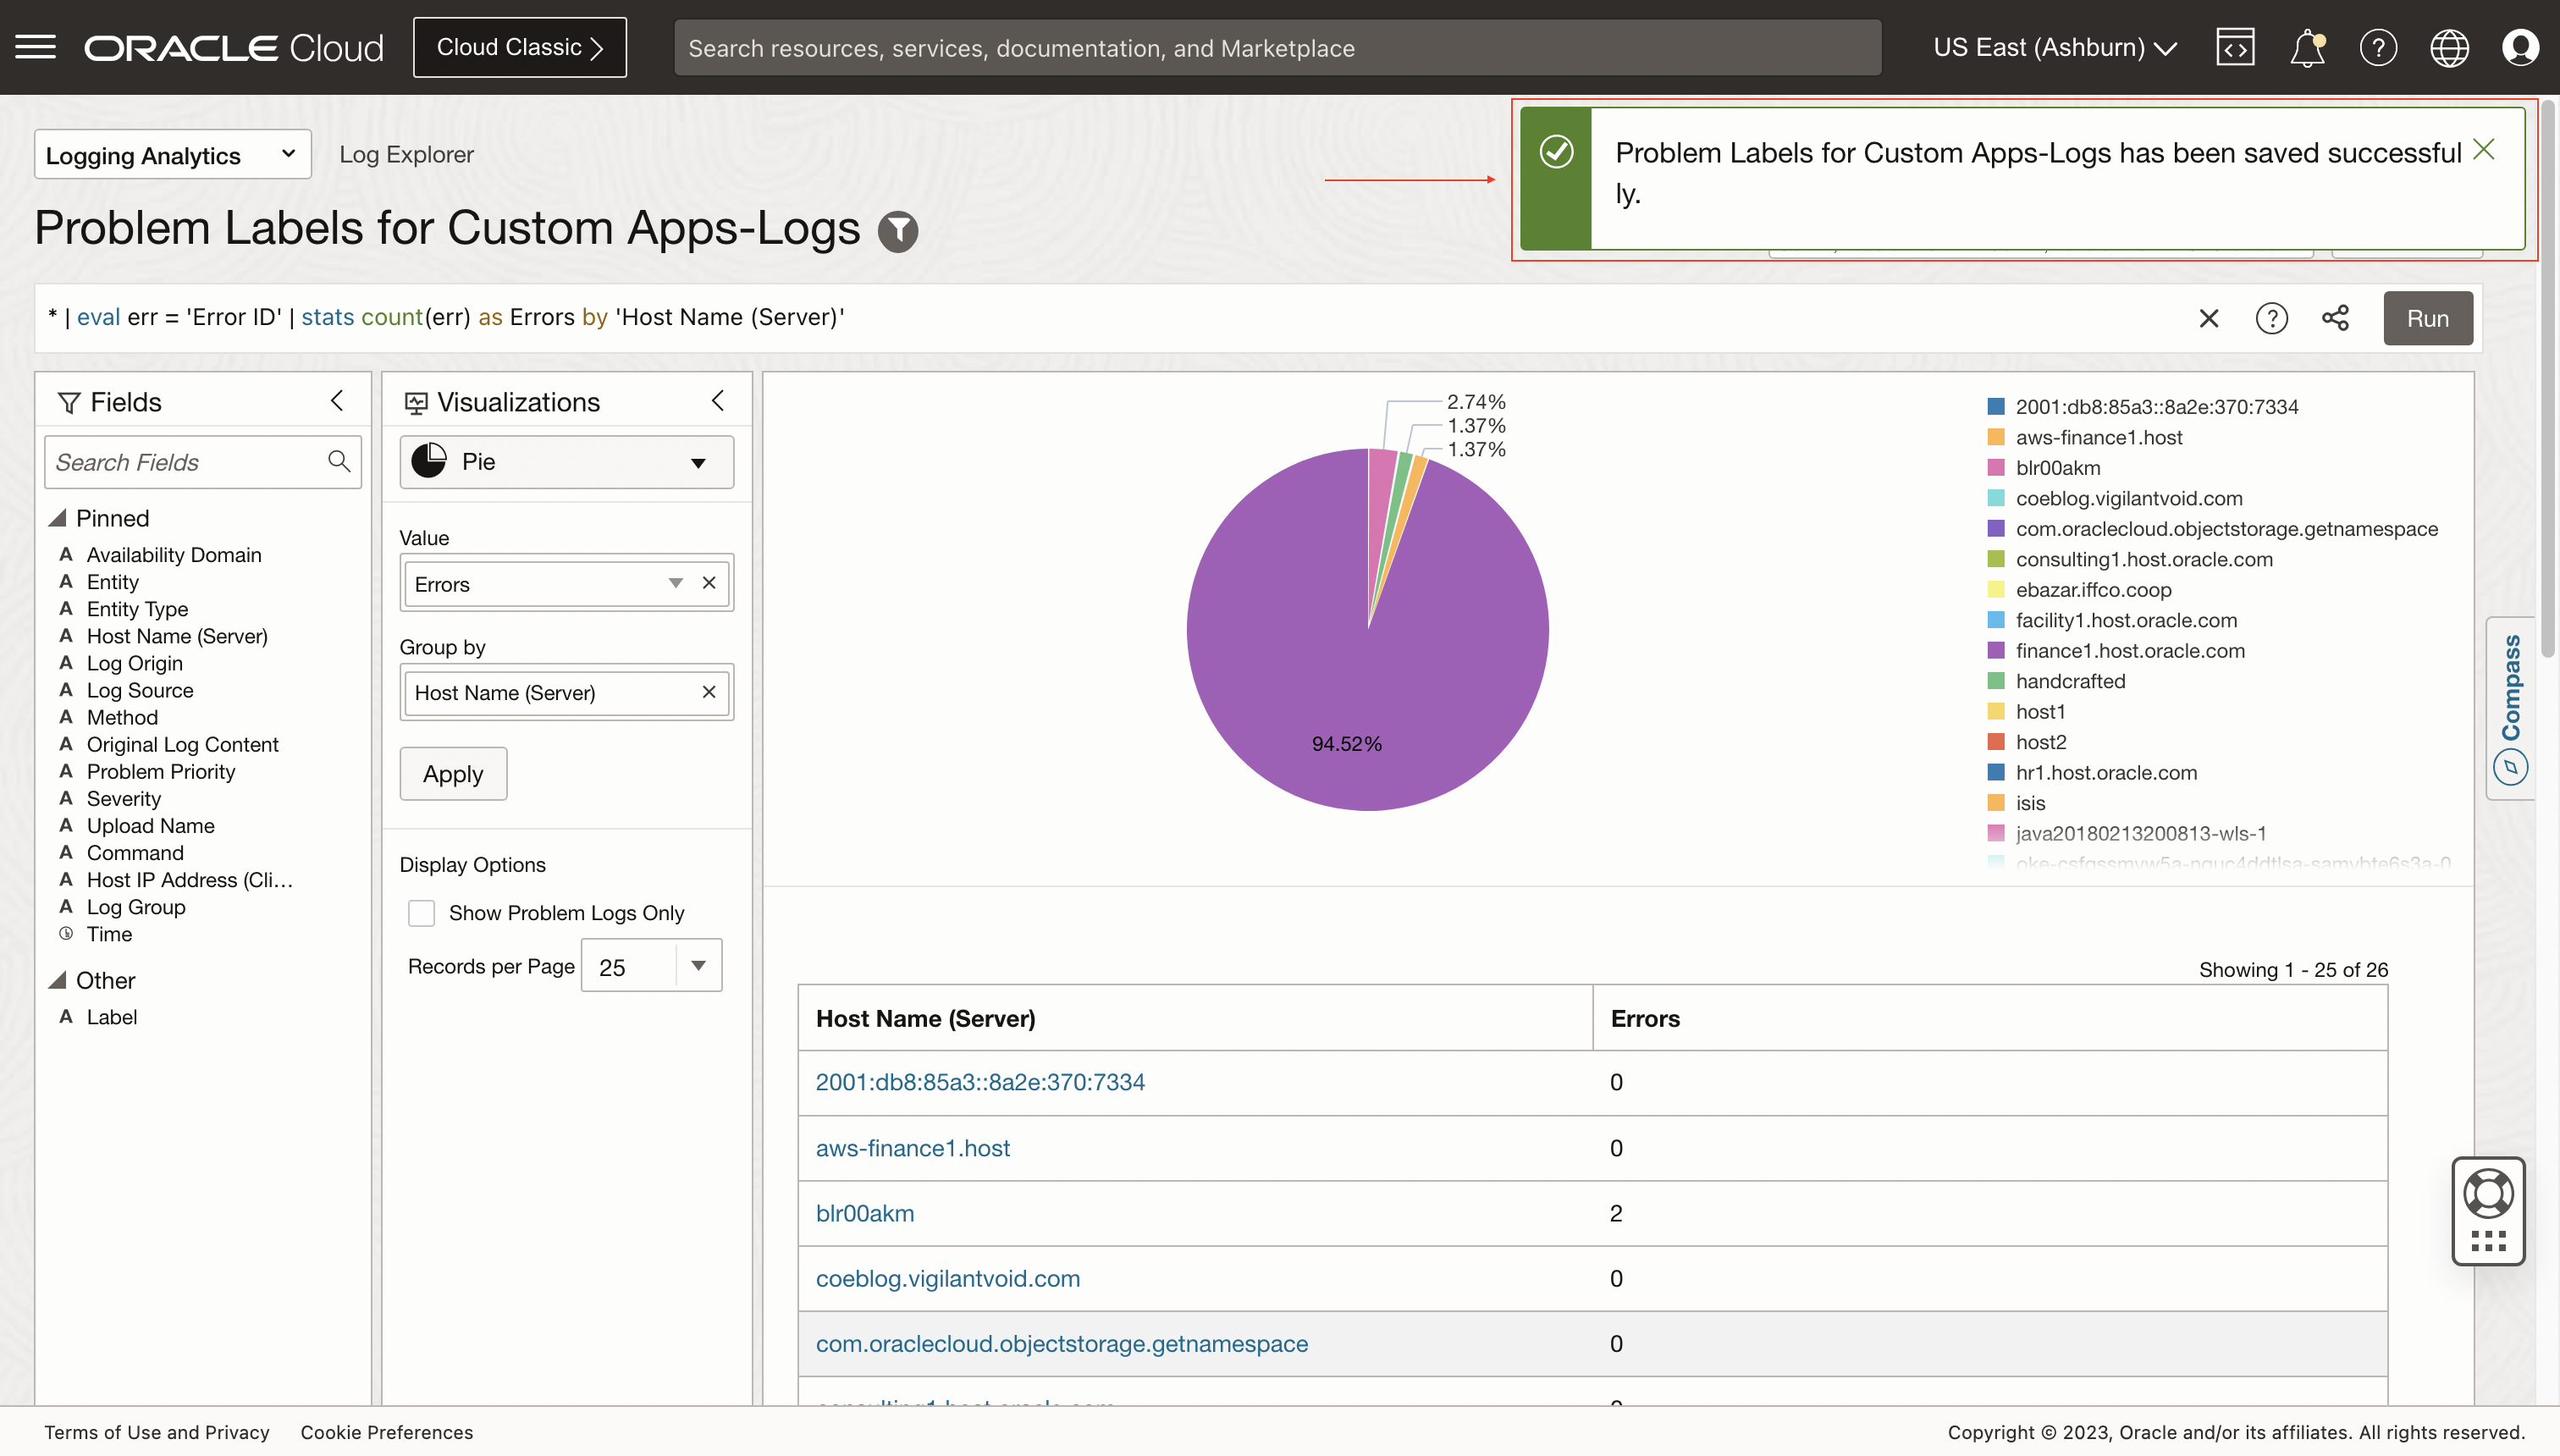 ORACLE Cloud
Cloud Classic
Search resources, services, documentation, and Marketplace
US East (Ashburn)
Logging Analytics
Log Explorer
Problem Labels for Custom Apps-Logs has been saved successful
ly.
Problem Labels for Custom Apps-Logs
* | eval err = 'Error ID' | stats count(err) as Errors by 'Host Name (Server)'
Run
Fields
Search Fields
Pinned
A Availability Domain
A Entity
A Entity Type
A Host Name (Server)
A Log Origin
A Log Source
A Method
A Original Log Content
A Problem Priority
A Severity
A Upload Name
A Command
A Host IP Address (Cli...
A Log Group
Time
Other
A Label
Visualizations
Pie
Value
Errors
Group by
Host Name (Server)
Apply
Display Options
Show Problem Logs Only
Records per Page 25
2.74%
1.37%
1.37%
94.52%
2001:db8:85a3::8a2e:370:7334
aws-finance1.host
blr00akm
coeblog.vigilantvoid.com
com.oraclecloud.objectstorage.getnamespace
consulting1.host.oracle.com
ebazar.iffco.coop
facility1.host.oracle.com
finance1.host.oracle.com
handcrafted
host1
host2
hr1.host.oracle.com
isis
java20180213200813-wls-1
Compass
Showing 1 - 25 of 26
Host Name (Server) Errors
2001:db8:85a3::8a2e:370:7334 0
aws-finance1.host 0
blr00akm 2
coeblog.vigilantvoid.com 0
com.oraclecloud.objectstorage.getnamespace 0
Terms of Use and Privacy
Cookie Preferences
Copyright © 2023, Oracle and/or its affiliates. All rights reserved.